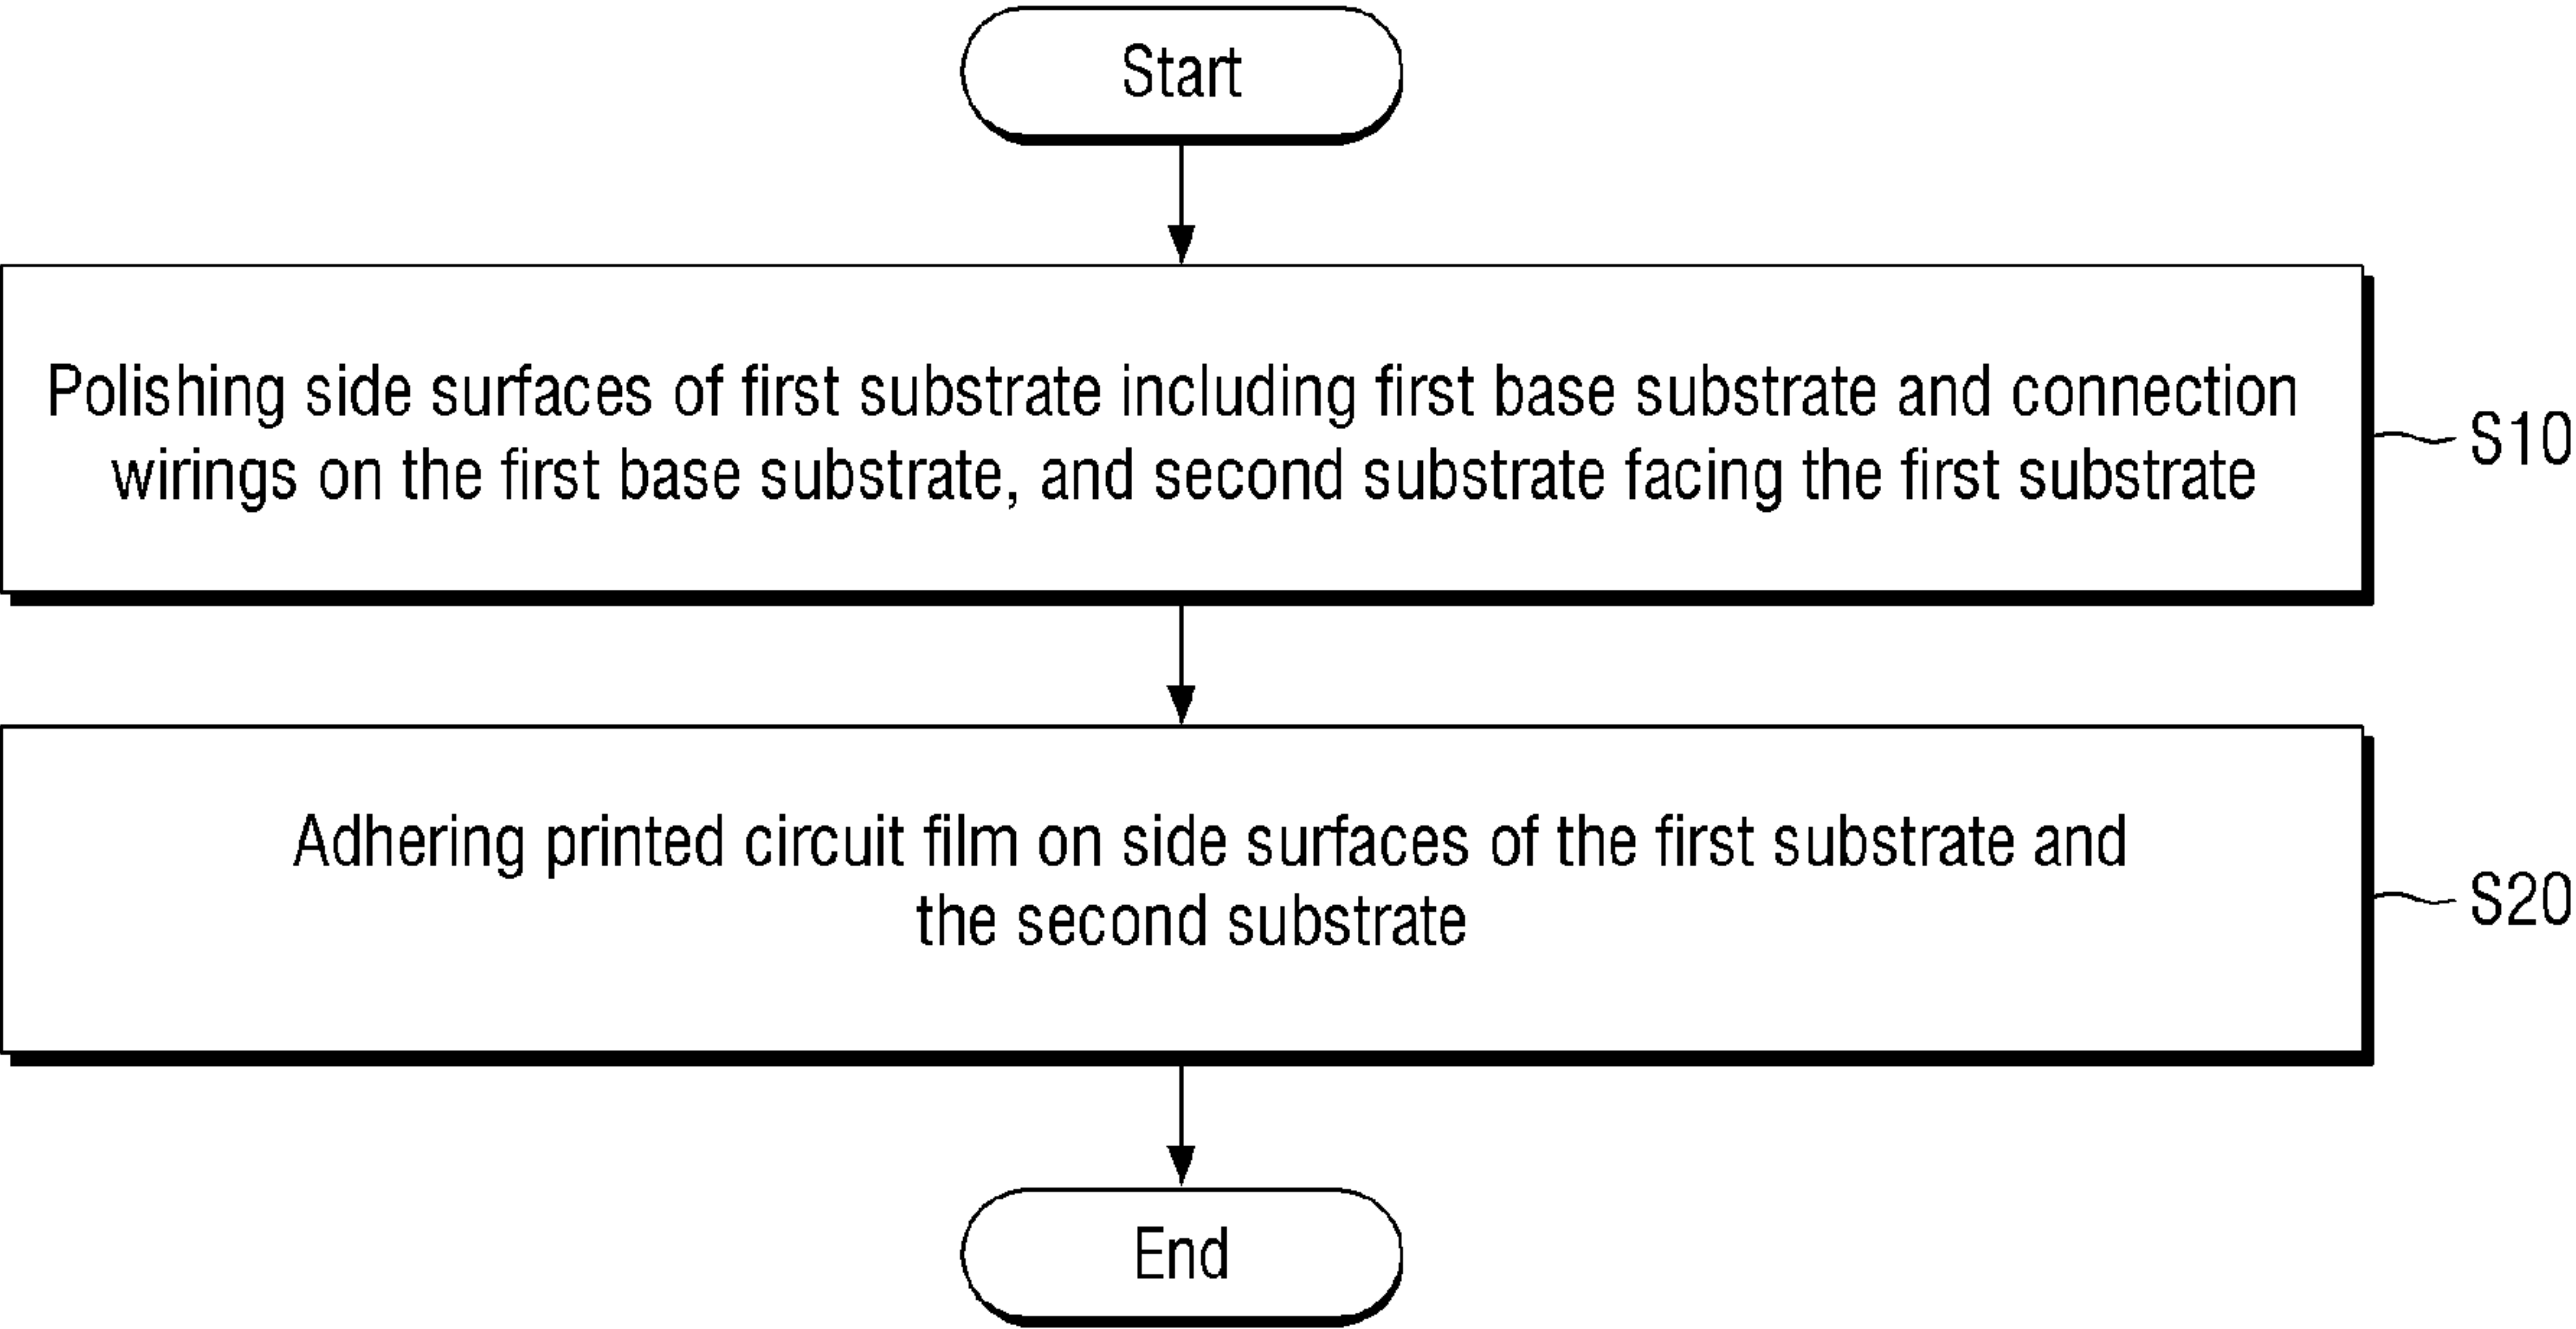 Start
Polishing side surfaces of first substrate including first base substrate and connection
wirings on the first base substrate, and second substrate facing the first substrate
S10
Adhering printed circuit film on side surfaces of the first substrate and
the second substrate
S20
End